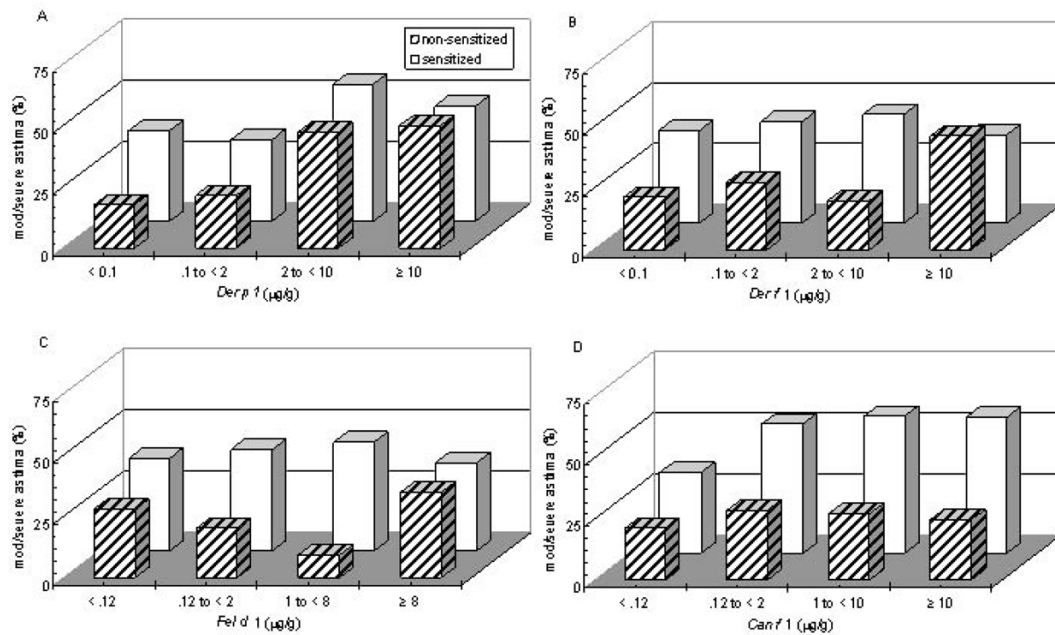 A
non-sensitized
sensitized
mod/severe asthma (%)
75
50
25
0
< 0.1
.1 to < 2
2 to < 10
≥ 10
Der p 1 (µg/g)
B
mod/severe asthma (%)
75
50
25
0
< 0.1
.1 to < 2
2 to < 10
≥ 10
Der f 1 (µg/g)
C
mod/severe asthma (%)
75
50
25
0
< .12
.12 to < 2
1 to < 8
≥ 8
Fel d 1 (µg/g)
D
mod/severe asthma (%)
75
50
25
0
< .12
.12 to < 2
1 to < 10
≥ 10
Can f 1 (µg/g)